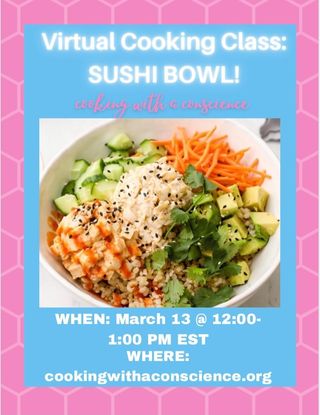 Virtual Cooking Class:
SUSHI BOWL!
cooking with a conscience
WHEN: March 13 @ 12:00-
1:00 PM EST
WHERE:
cookingwithaconscience.org